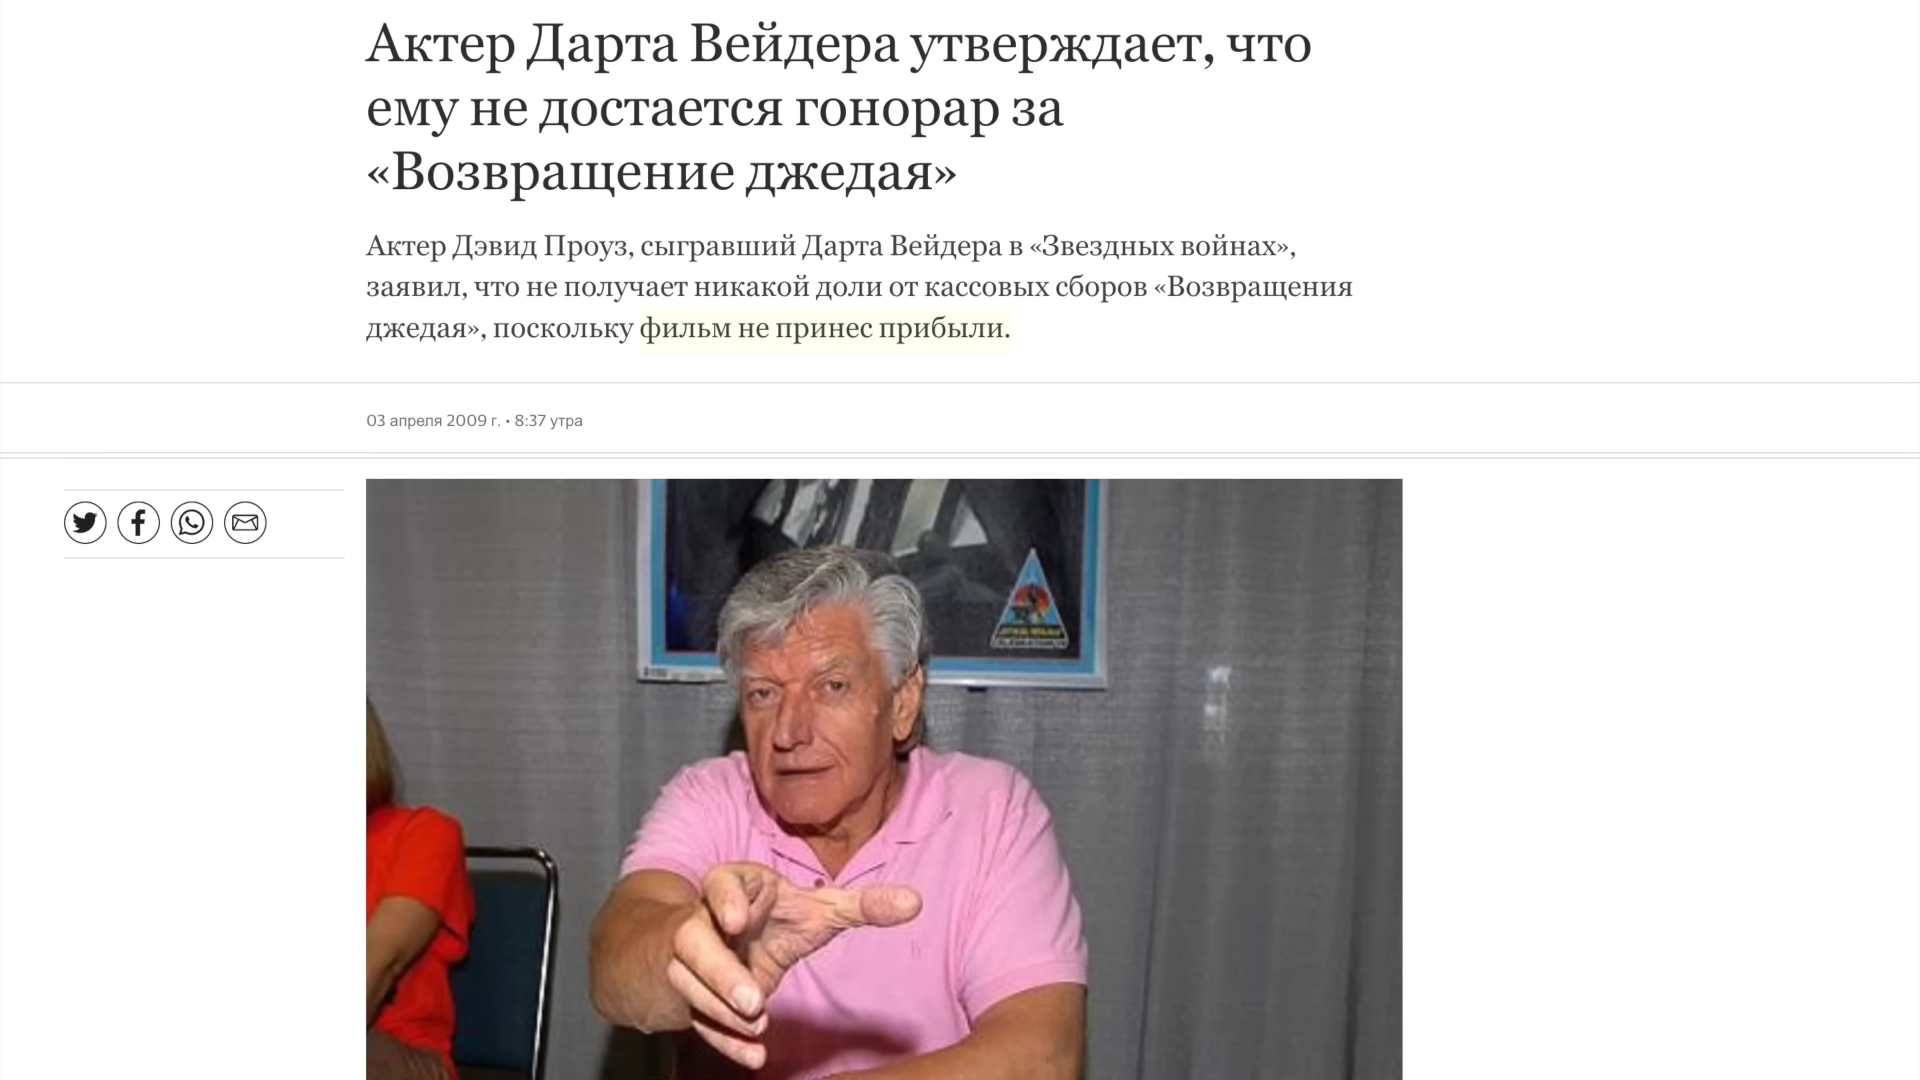 Актер Дарта Вейдера утверждает, что
ему не достается гонорар за
«Возвращение джедая»
Актер Дэвид Проуз, сыгравший Дарта Вейдера в «Звездных войнах»,
заявил, что не получает никакой доли от кассовых сборов «Возвращения
джедая», поскольку фильм не принес прибыли.
03 апреля 2009 г. • 8:37 утра